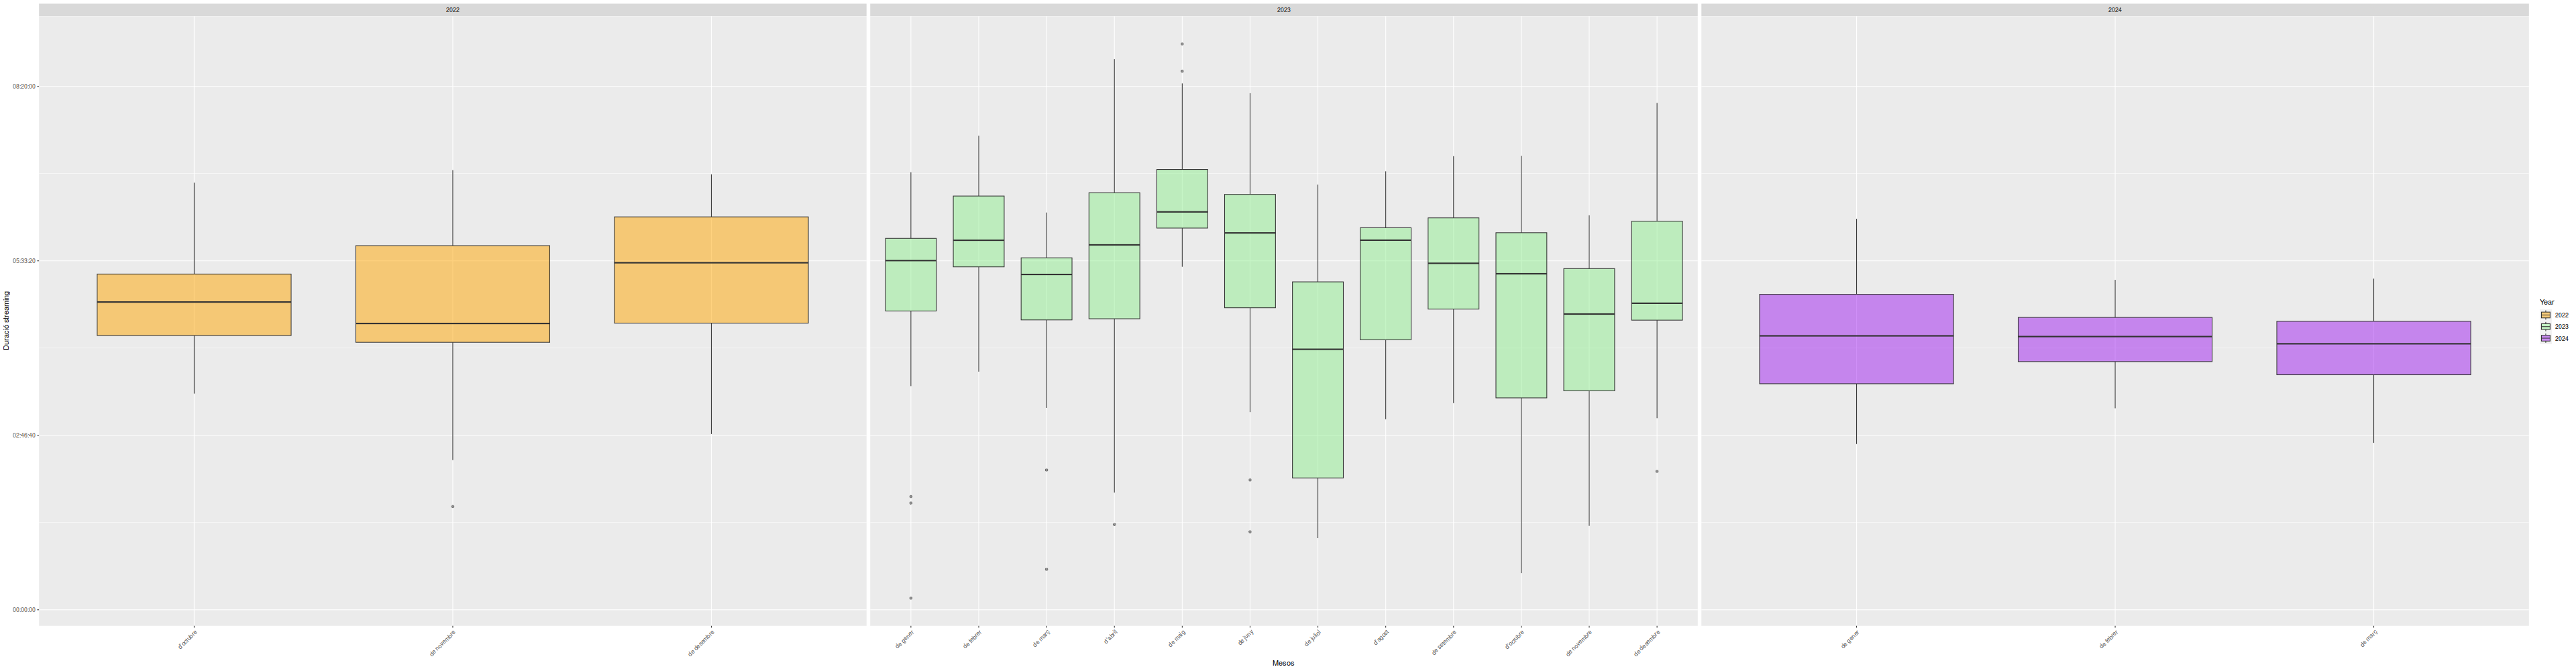 2022
2023
2024
08:20:00
05:33:20
02:46:40
00:00:00
Duració streaming
d'octubre
de novembre
de desembre
de gener
de febrer
de març
d'abril
de maig
de juny
de juliol
d'agost
de setembre
d'octubre
de novembre
de desembre
de gener
de febrer
de març
Mesos
Year
2022
2023
2024